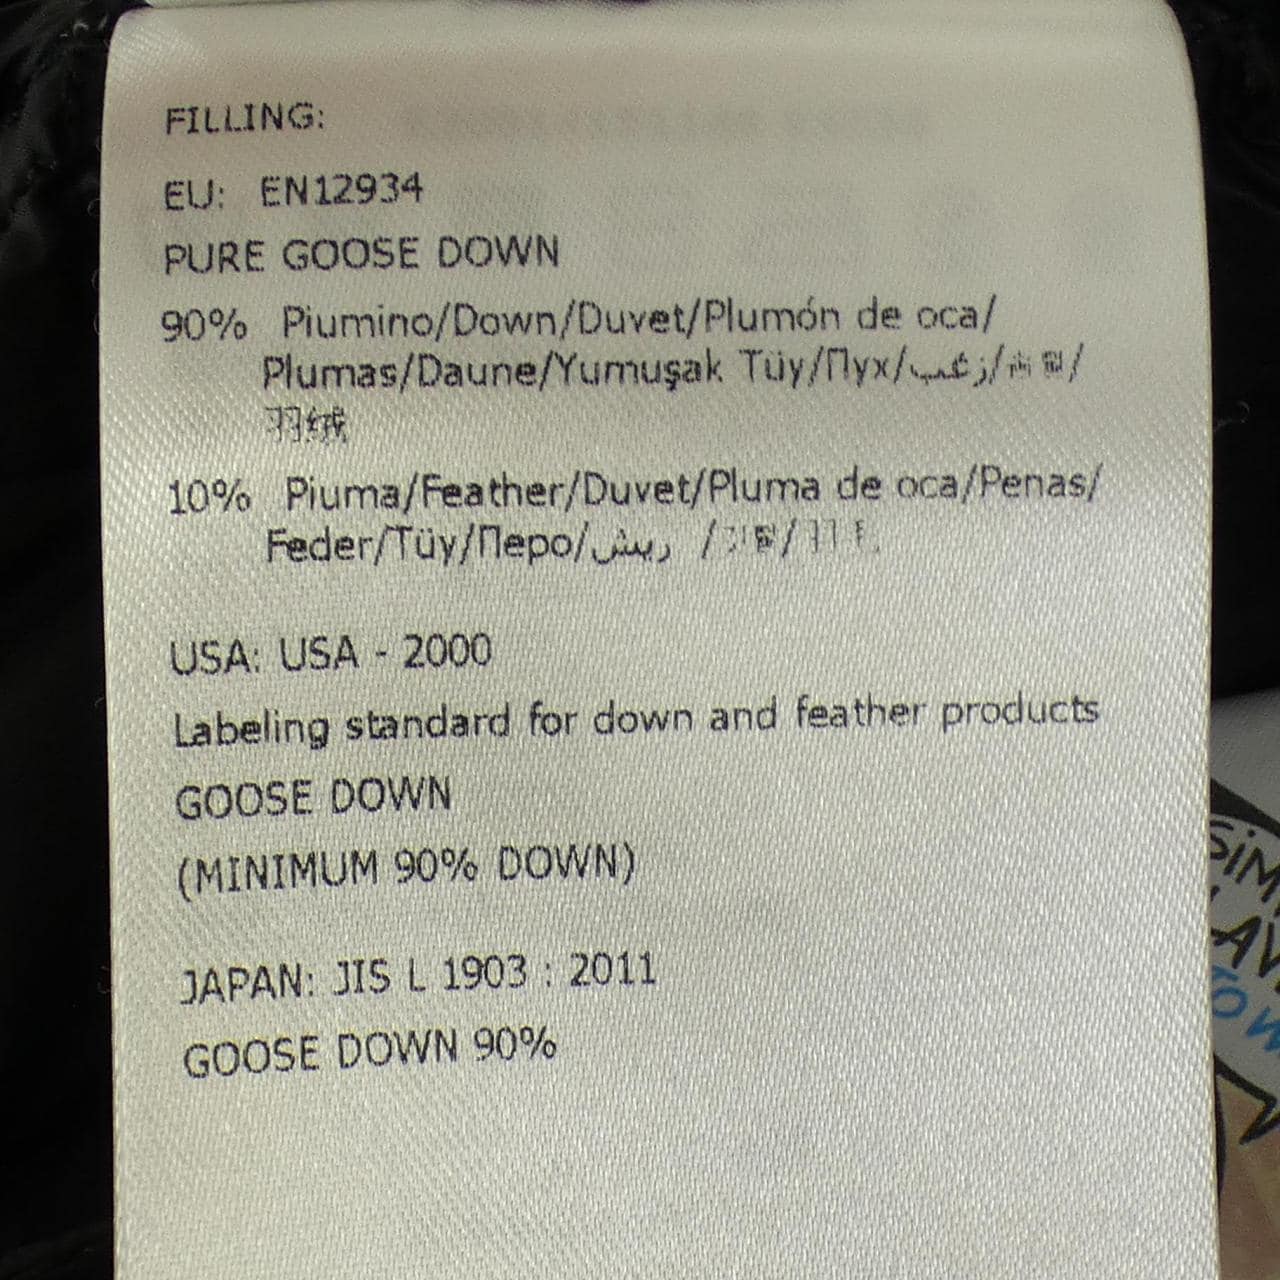 FILLING:
EU: EN12934
PURE GOOSE DOWN
90% Piumino/Down/Duvet/Plumón de oca/
Plumas/Daune/Yumuşak Tüy/Пух/زغب/
羽绒
10% Piuma/Feather/Duvet/Pluma de oca/Penas/
Feder/Tüy/Перо/ريش /
USA: USA - 2000
Labeling standard for down and feather products
GOOSE DOWN
(MINIMUM 90% DOWN)
JAPAN: JIS L 1903 : 2011
GOOSE DOWN 90%